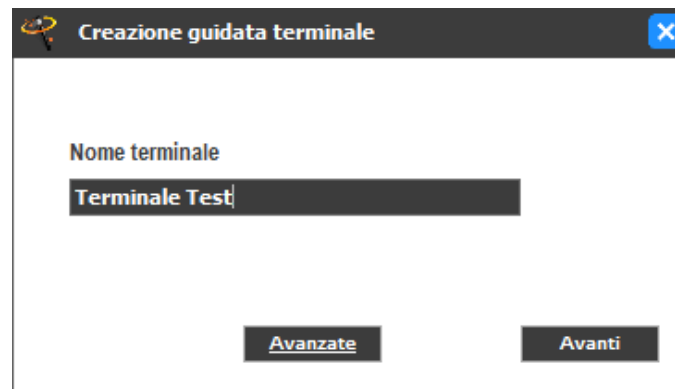 Creazione guidata terminale
Nome terminale
Terminale Test
Avanzate Avanti